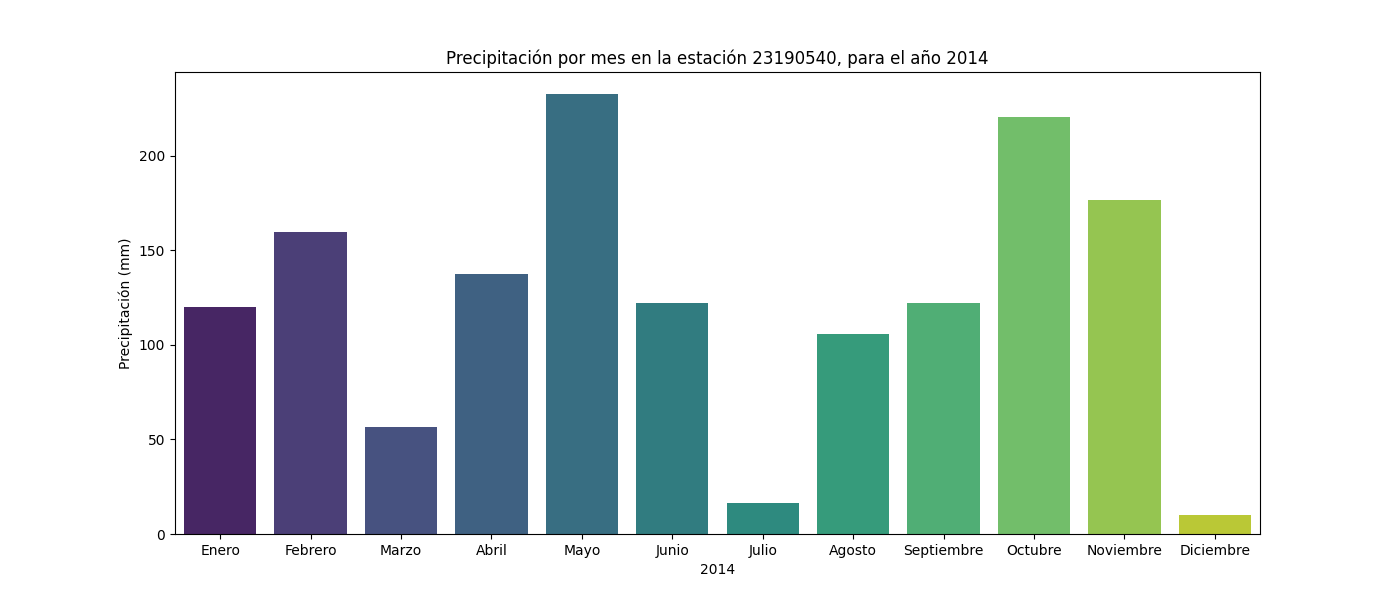 Precipitación por mes en la estación 23190540, para el año 2014
Precipitación (mm)
200
150
100
50
0
Enero Febrero Marzo Abril Mayo Junio Julio Agosto Septiembre Octubre Noviembre Diciembre
2014